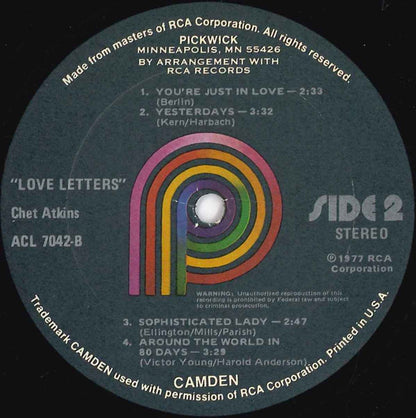 Made from masters of RCA Corporation. All rights reserved.
PICKWICK
MINNEAPOLIS, MN 55426
BY ARRANGEMENT WITH
RCA RECORDS
1. YOU'RE JUST IN LOVE — 2:33
(Berlin)
2. YESTERDAYS — 3:32
(Kern/Harbach)
"LOVE LETTERS"
Chet Atkins
ACL 7042-B
SIDE 2
STEREO
℗1977 RCA
Corporation
WARNING: Unauthorized reproduction of this
recording is prohibited by Federal law and subject
to criminal prosecution.
3. SOPHISTICATED LADY — 2:47
(Ellington/Mills/Parish)
4. AROUND THE WORLD IN
80 DAYS — 3:25
(Victor Young/Harold Anderson)
CAMDEN
Trademark CAMDEN used with permission of RCA Corporation. Printed in U.S.A.